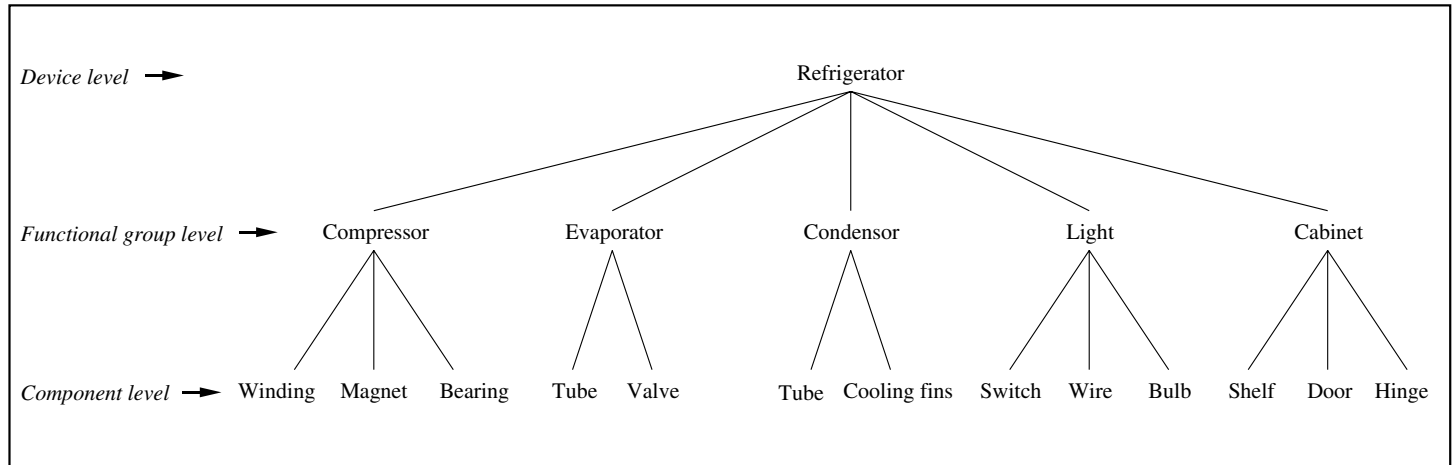 Device level Refrigerator
Functional group level Compressor Evaporator Condensor Light Cabinet
Component level Winding Magnet Bearing Tube Valve Tube Cooling fins Switch Wire Bulb Shelf Door Hinge